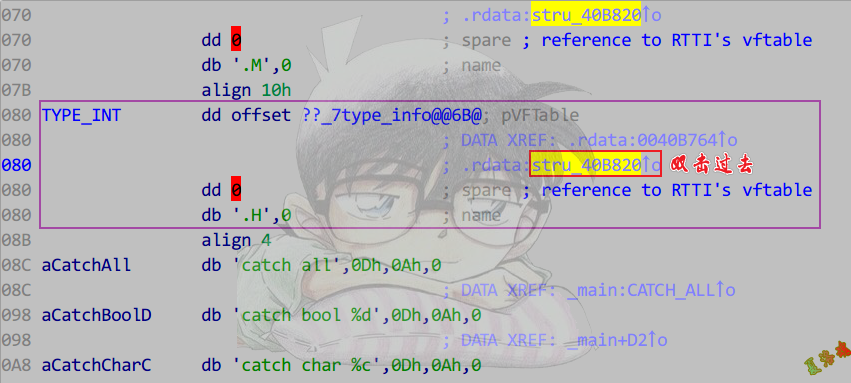 070 ; .rdata:stru_40B820↑o
070 dd 0 ; spare ; reference to RTTI's vftable
070 db '.M',0 ; name
07B align 10h
080 TYPE_INT dd offset ??_7type_info@@6B@; pVFTable
080 ; DATA XREF: .rdata:0040B764↑o
080 ; .rdata:stru_40B820↑o 双击过去
080 dd 0 ; spare ; reference to RTTI's vftable
080 db '.H',0 ; name
08B align 4
08C aCatchAll db 'catch all',0Dh,0Ah,0
08C ; DATA XREF: _main:CATCH_ALL↑o
098 aCatchBoolD db 'catch bool %d',0Dh,0Ah,0
098 ; DATA XREF: _main+D2↑o
0A8 aCatchCharC db 'catch char %c',0Dh,0Ah,0